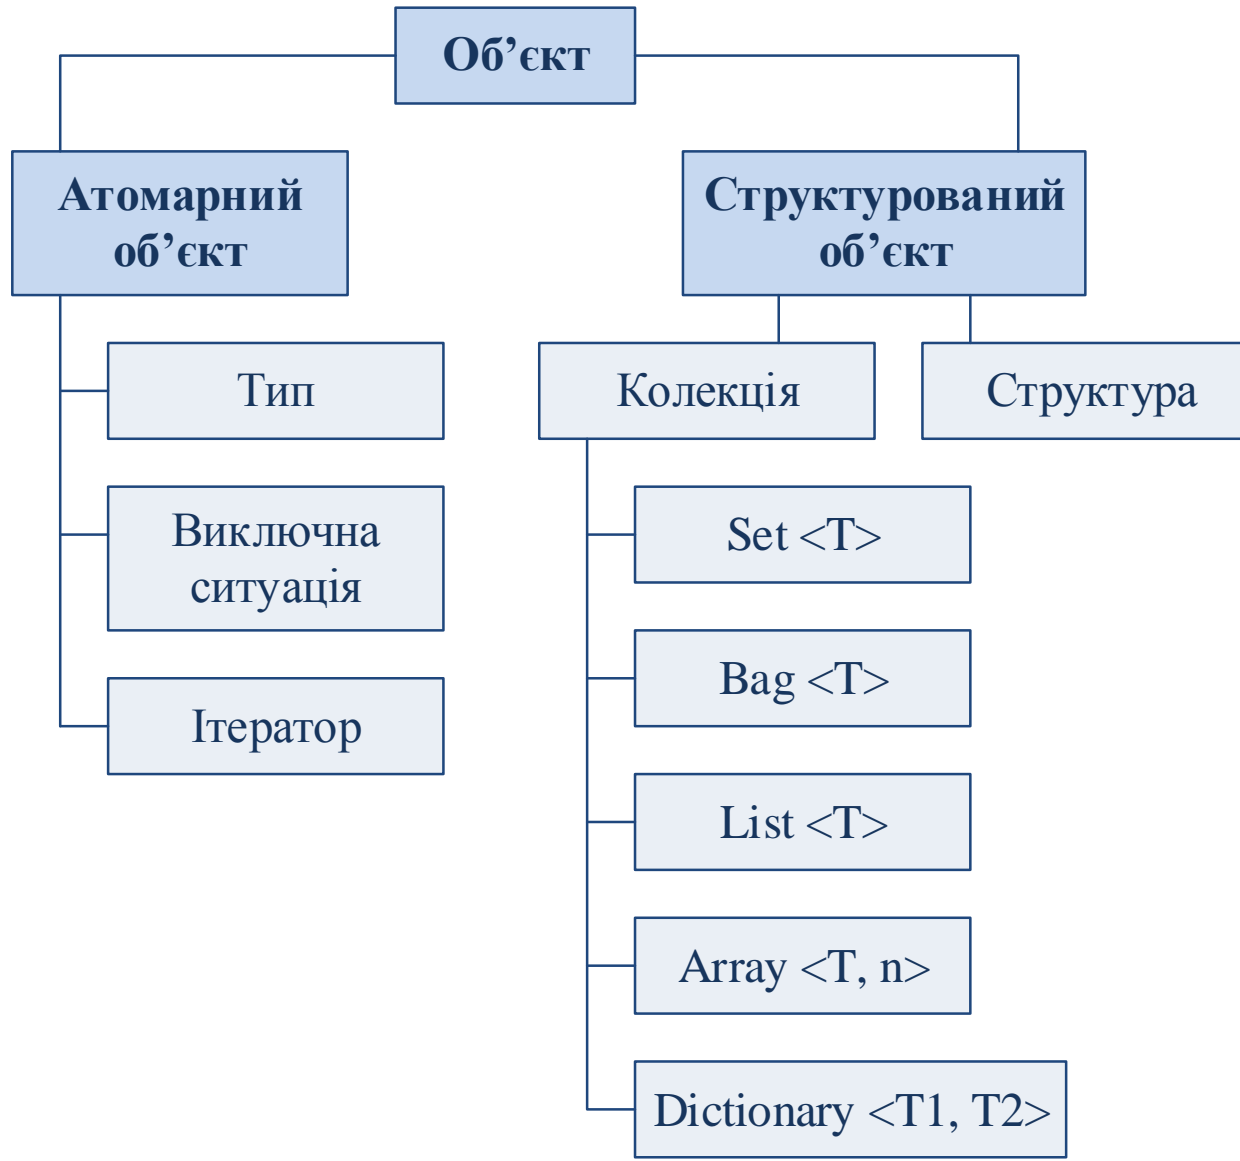 Об’єкт
Атомарний
об’єкт
Структурований
об’єкт
Тип
Колекція
Структура
Виключна
ситуація
Set <T>
Bag <T>
Ітератор
List <T>
Array <T, n>
Dictionary <T1, T2>